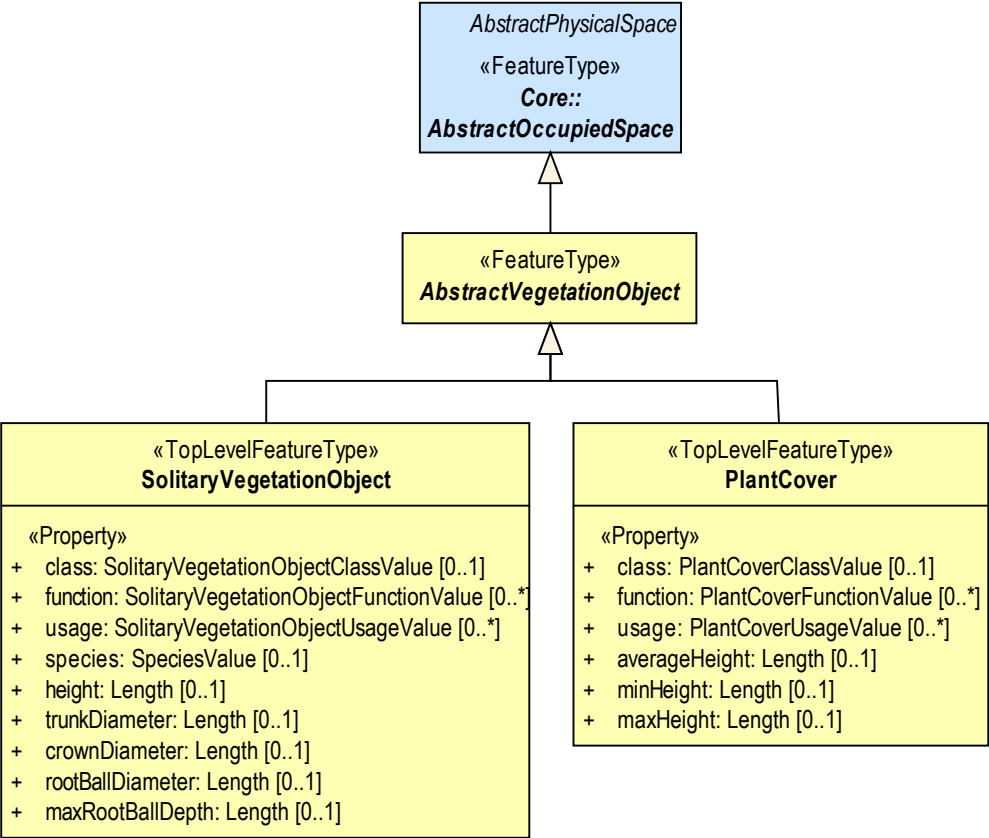 AbstractPhysicalSpace
«FeatureType»
Core::
AbstractOccupiedSpace
«FeatureType»
AbstractVegetationObject
«TopLevelFeatureType»
SolitaryVegetationObject
«Property»
+ class: SolitaryVegetationObjectClassValue [0..1]
+ function: SolitaryVegetationObjectFunctionValue [0..*]
+ usage: SolitaryVegetationObjectUsageValue [0..*]
+ species: SpeciesValue [0..1]
+ height: Length [0..1]
+ trunkDiameter: Length [0..1]
+ crownDiameter: Length [0..1]
+ rootBallDiameter: Length [0..1]
+ maxRootBallDepth: Length [0..1]
«TopLevelFeatureType»
PlantCover
«Property»
+ class: PlantCoverClassValue [0..1]
+ function: PlantCoverFunctionValue [0..*]
+ usage: PlantCoverUsageValue [0..*]
+ averageHeight: Length [0..1]
+ minHeight: Length [0..1]
+ maxHeight: Length [0..1]